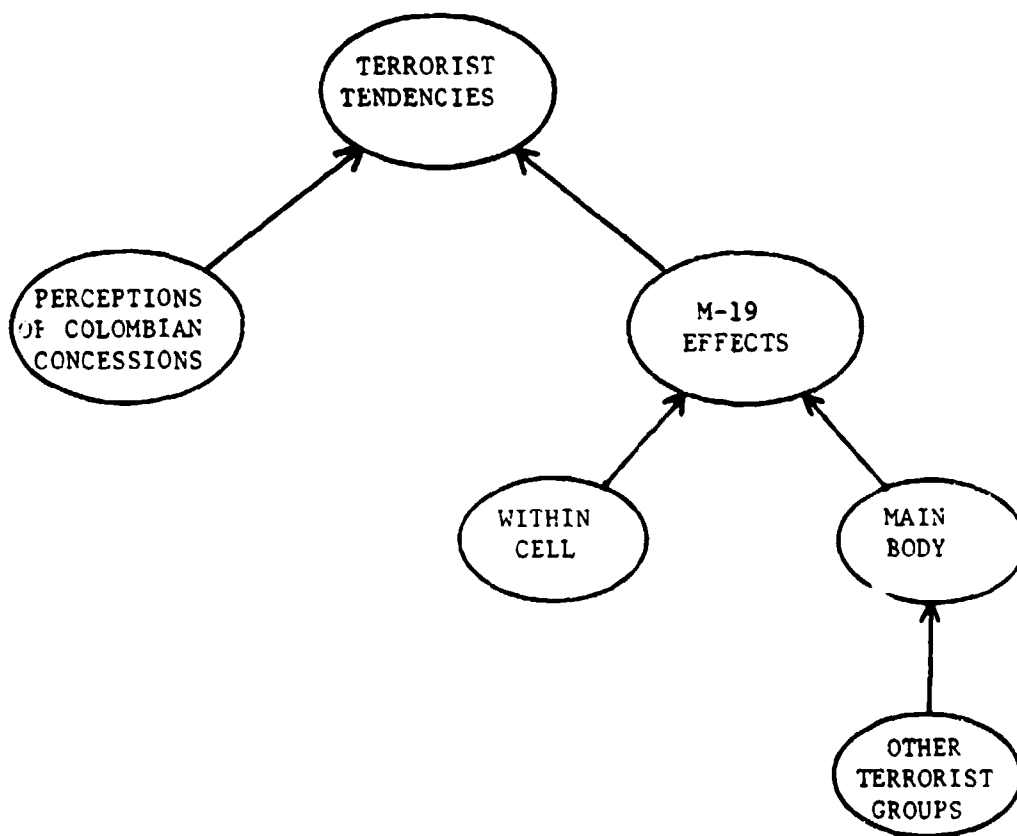 TERRORIST
TENDENCIES
PERCEPTIONS
OF COLOMBIAN
CONCESSIONS
M-19
EFFECTS
WITHIN
CELL
MAIN
BODY
OTHER
TERRORIST
GROUPS